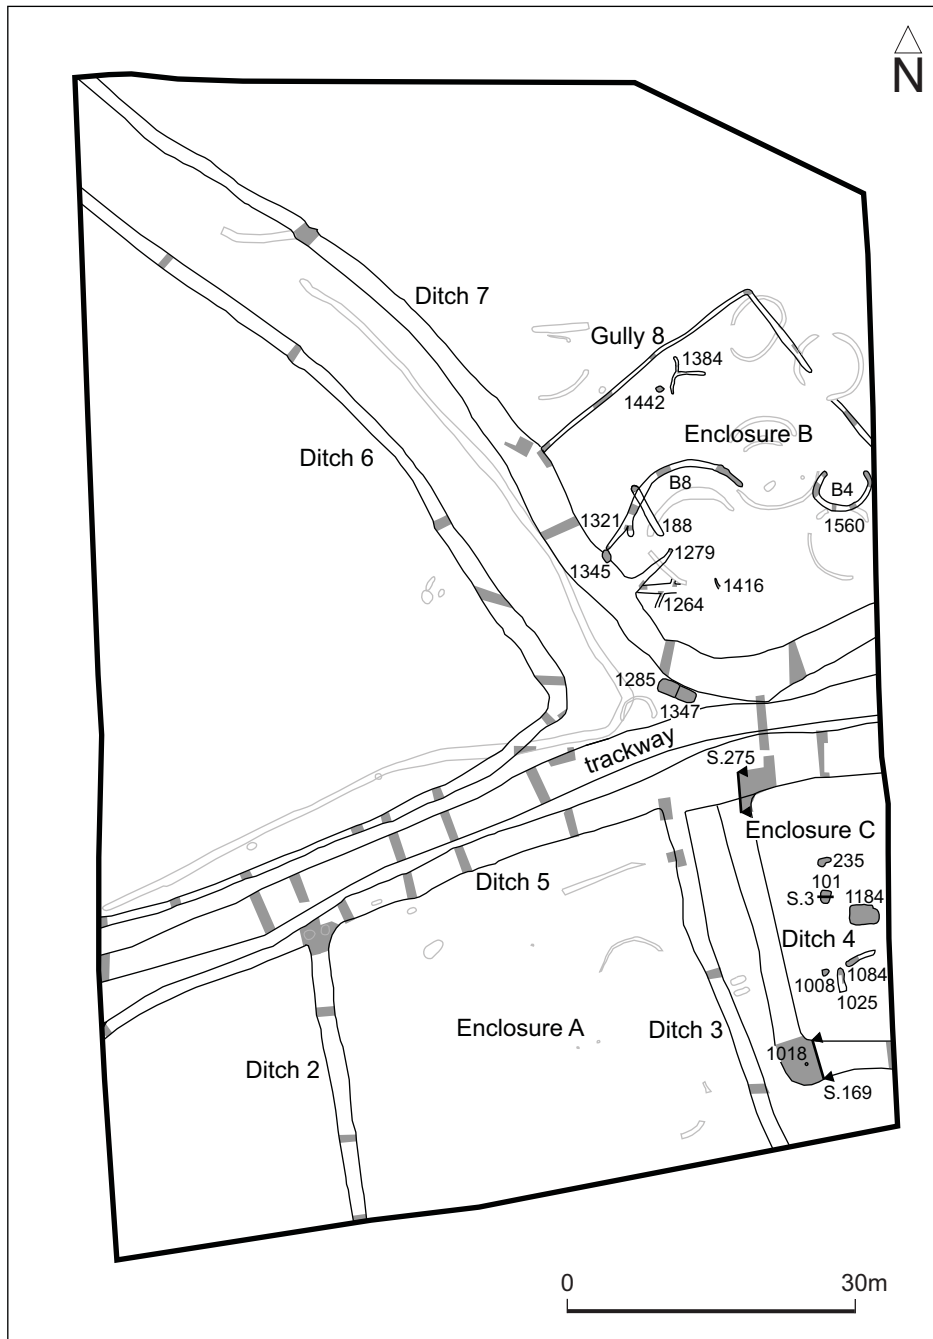 N
Ditch 7
Gully 8
1384
1442
Ditch 6
Enclosure B
B8
B4
1321
188
1560
1279
1345
1416
1264
1285
1347
trackway
S.275
Enclosure C
235
101
S.3
1184
Ditch 5
Ditch 4
1084
1008
1025
Enclosure A
Ditch 3
1018
Ditch 2
S.169
0
30m